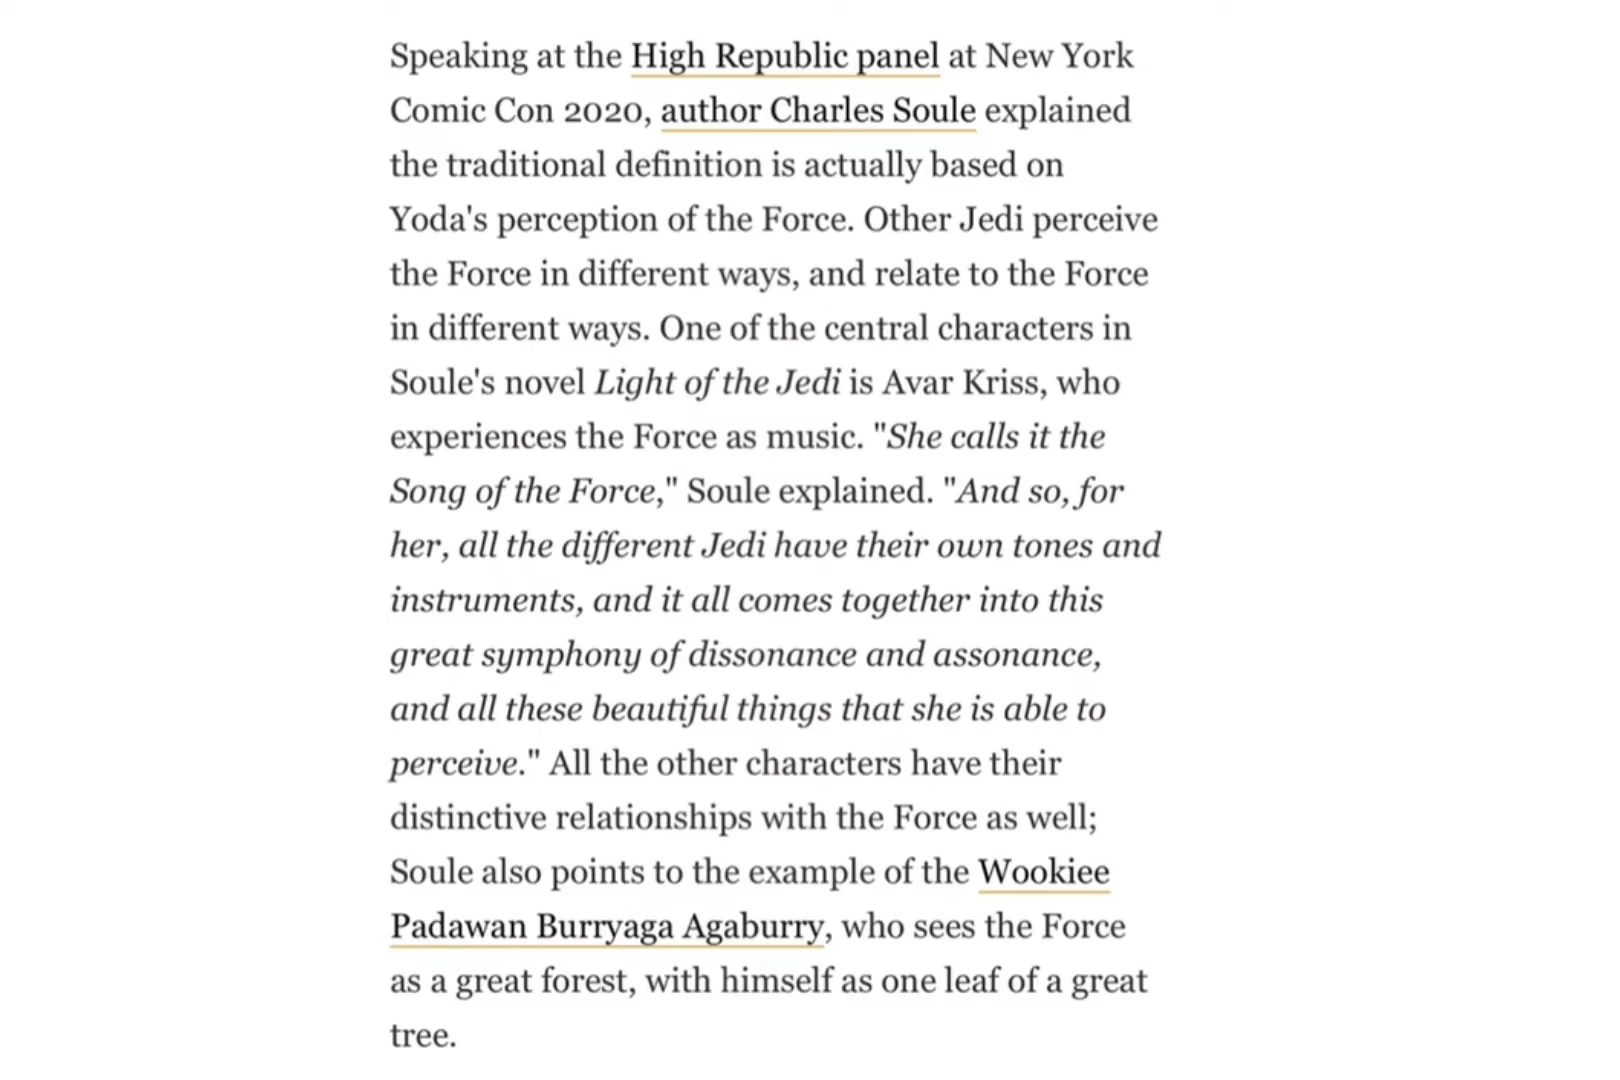 Speaking at the High Republic panel at New York
Comic Con 2020, author Charles Soule explained
the traditional definition is actually based on
Yoda's perception of the Force. Other Jedi perceive
the Force in different ways, and relate to the Force
in different ways. One of the central characters in
Soule's novel Light of the Jedi is Avar Kriss, who
experiences the Force as music. "She calls it the
Song of the Force," Soule explained. "And so, for
her, all the different Jedi have their own tones and
instruments, and it all comes together into this
great symphony of dissonance and assonance,
and all these beautiful things that she is able to
perceive." All the other characters have their
distinctive relationships with the Force as well;
Soule also points to the example of the Wookiee
Padawan Burryaga Agaburry, who sees the Force
as a great forest, with himself as one leaf of a great
tree.